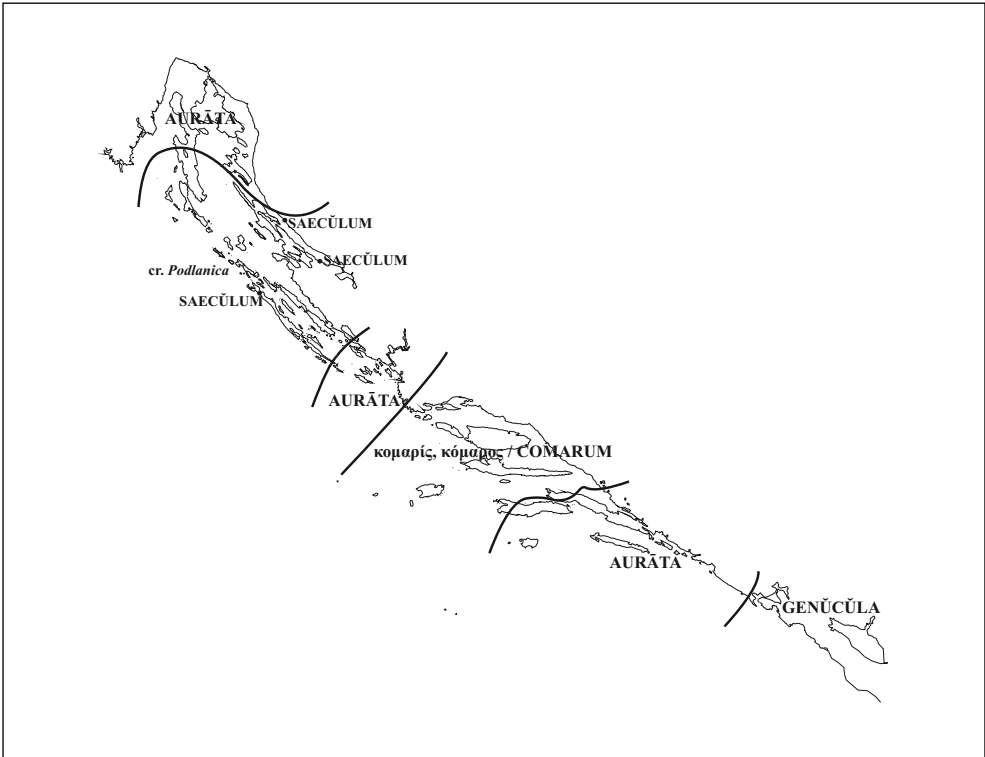 AURĀTA
SAECŬLUM
SAECŬLUM
cr. Podlanica
SAECŬLUM
AURĀTA
κομαρίς, κόμαρος / COMARUM
AURĀTA
GENŬCŬLA